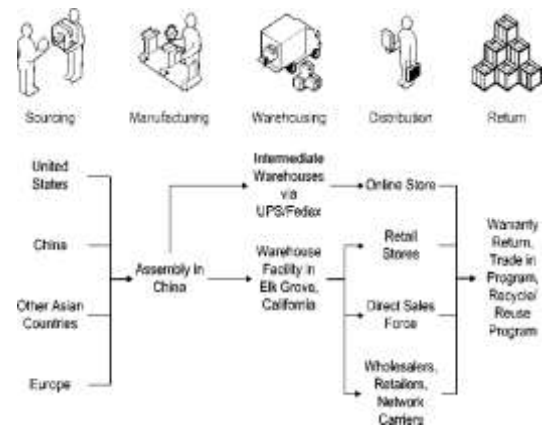 Sourcing
Manufacturing
Warehousing
Distribution
Return
United
States
China
Other Asian
Countries
Europe
Assembly in
China
Intermediate
Warehouses
via
UPS/Fedex
Warehouse
Facility in
Elk Grove,
California
Online Store
Retail
Stores
Direct Sales
Force
Wholesalers,
Retailers,
Network
Carriers
Warranty
Return,
Trade in
Program,
Recycle/
Reuse
Program